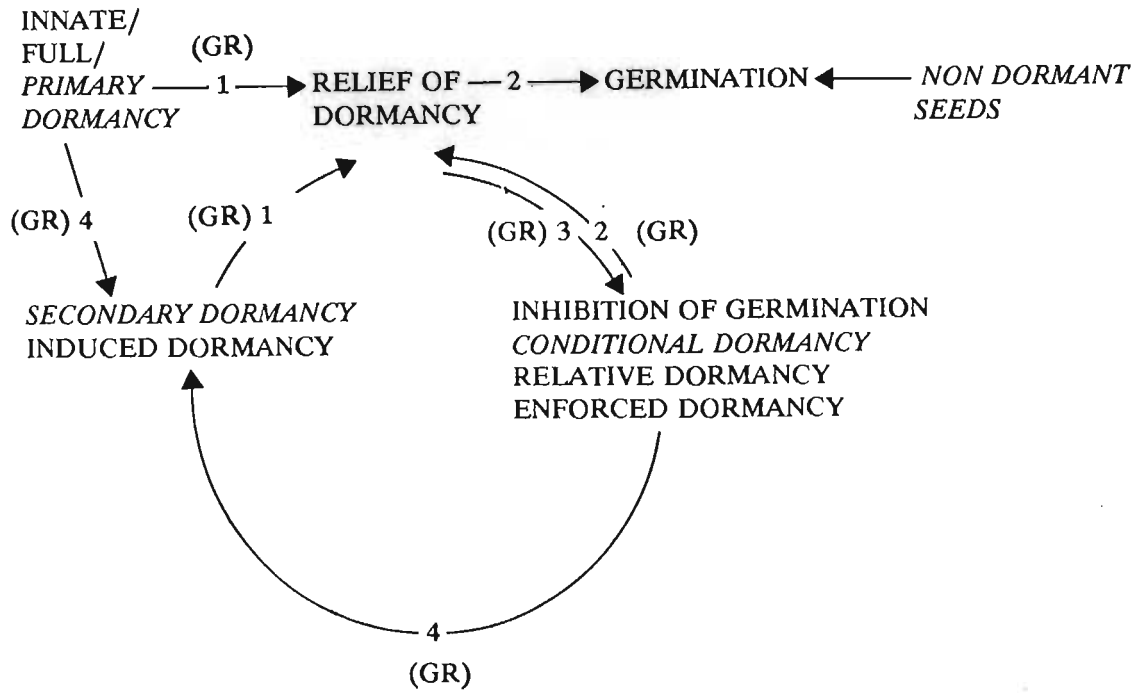 INNATE/
FULL/
(GR)
PRIMARY 1 RELIEF OF 2 GERMINATION NON DORMANT
DORMANCY DORMANCY SEEDS
(GR) 4 (GR) 1 (GR) 3 2 (GR)
SECONDARY DORMANCY
INDUCED DORMANCY
INHIBITION OF GERMINATION
CONDITIONAL DORMANCY
RELATIVE DORMANCY
ENFORCED DORMANCY
4
(GR)